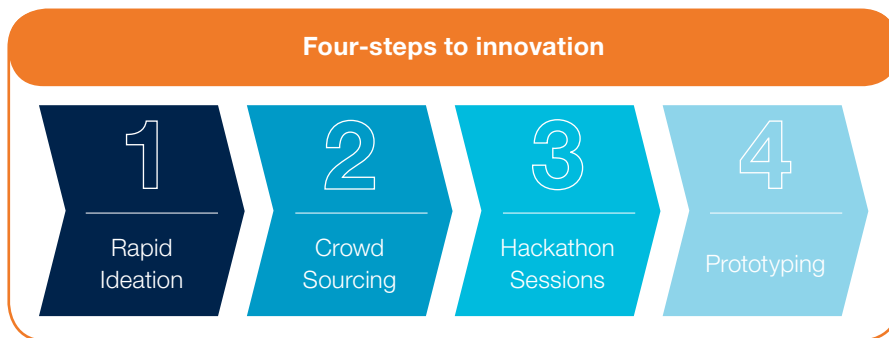 Four-steps to innovation
1
Rapid
Ideation
2
Crowd
Sourcing
3
Hackathon
Sessions
4
Prototyping